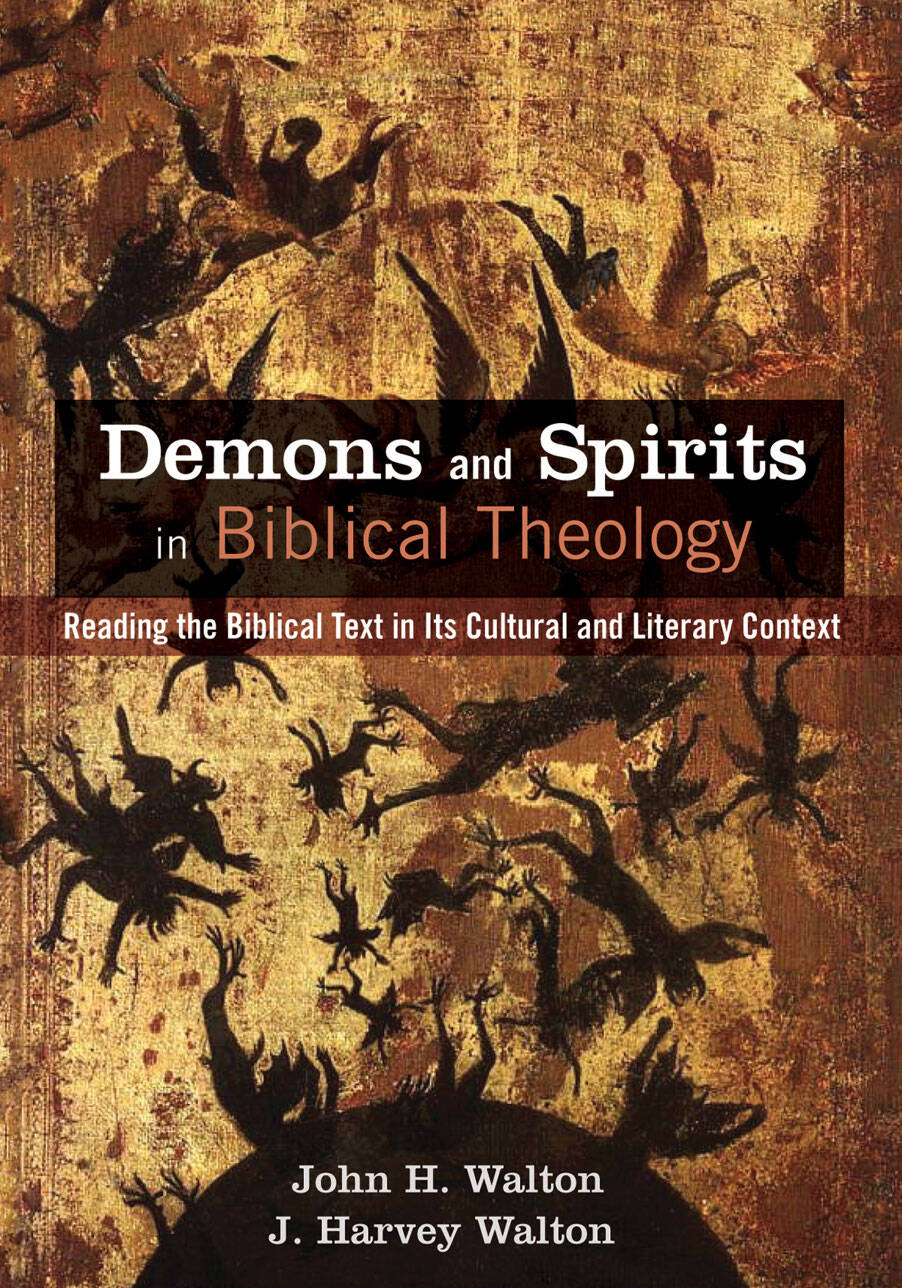 Demons and Spirits
in Biblical Theology
Reading the Biblical Text in Its Cultural and Literary Context
John H. Walton
J. Harvey Walton